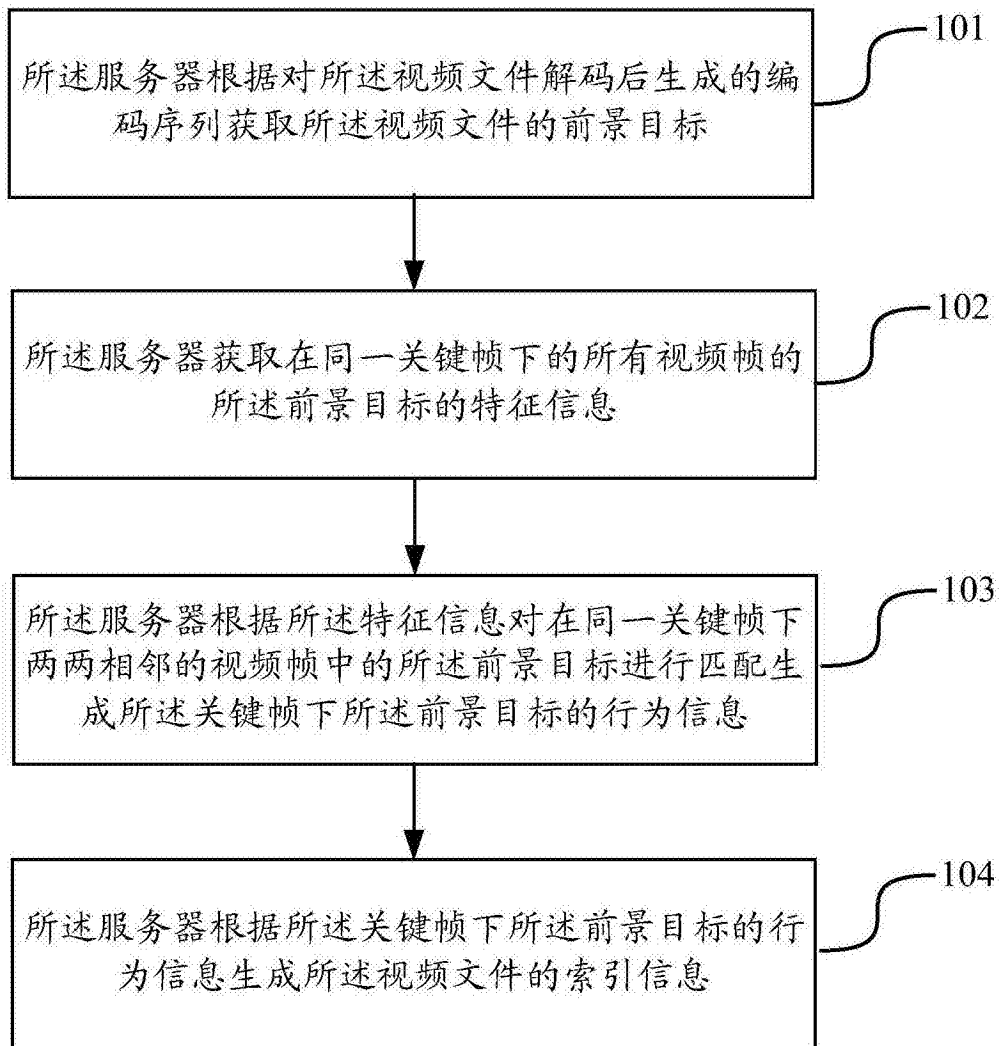 101
所述服务器根据对所述视频文件解码后生成的编
码序列获取所述视频文件的前景目标
102
所述服务器获取在同一关键帧下的所有视频帧的
所述前景目标的特征信息
103
所述服务器根据所述特征信息对在同一关键帧下
两两相邻的视频帧中的所述前景目标进行匹配生
成所述关键帧下所述前景目标的行为信息
104
所述服务器根据所述关键帧下所述前景目标的行
为信息生成所述视频文件的索引信息